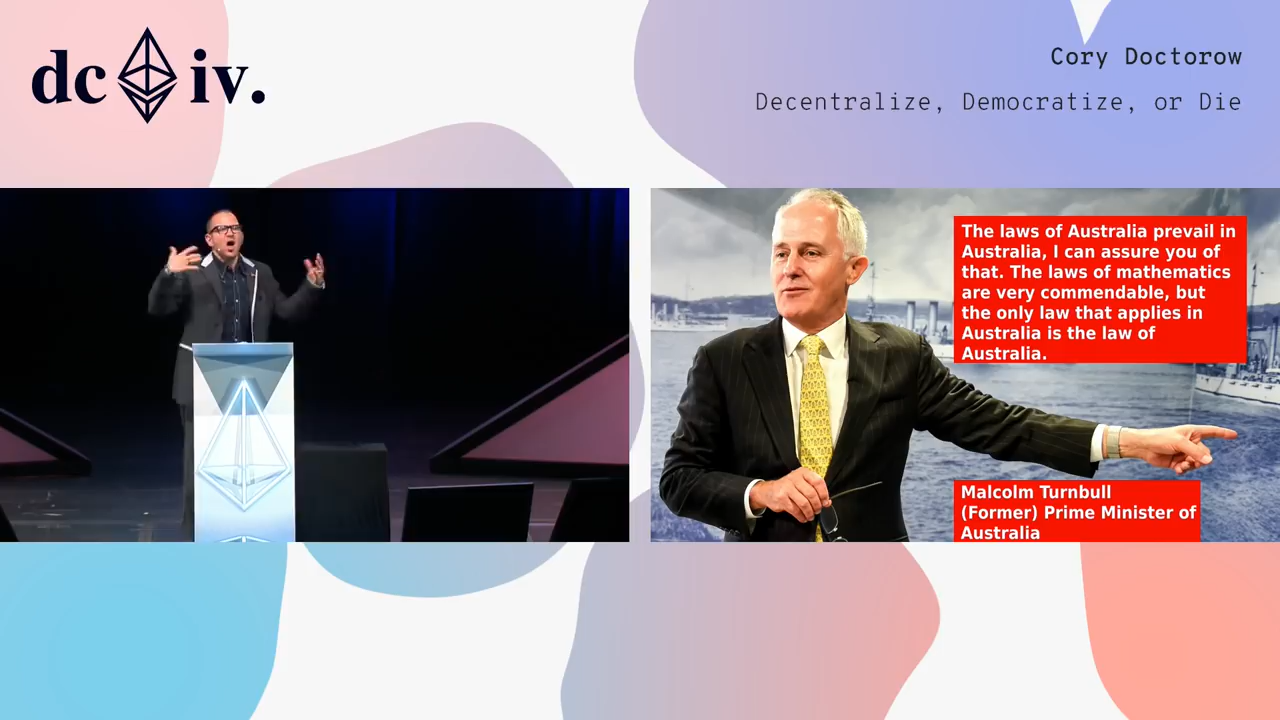 dc iv.
Cory Doctorow
Decentralize, Democratize, or Die
The laws of Australia prevail in
Australia, I can assure you of
that. The laws of mathematics
are very commendable, but
the only law that applies in
Australia is the law of
Australia.
Malcolm Turnbull
(Former) Prime Minister of
Australia